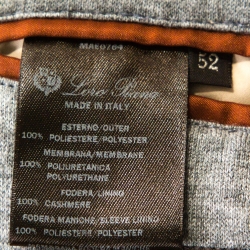 52
Loro Piana
MADE IN ITALY
ESTERNO/OUTER
100% POLIESTERE/POLYESTER
MEMBRANA/MEMBRANE
100% POLIURETANICA
POLYURETHANE
FODERA/LINING
100% CASHMERE
FODERA MANICHE/SLEEVE LINING
100% POLIESTERE/POLYESTER